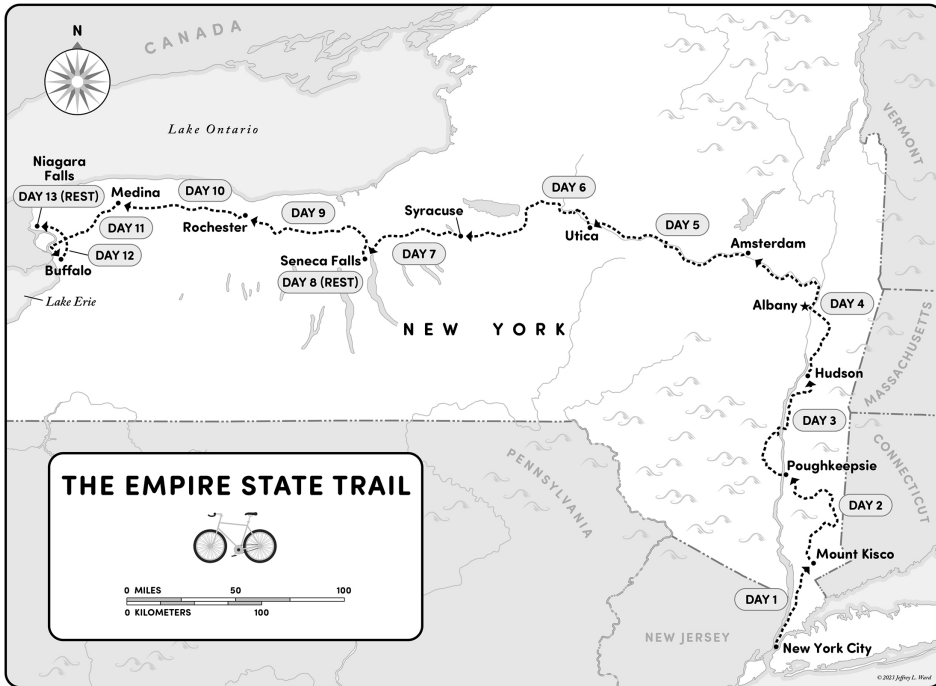 N
CANADA
Lake Ontario
VERMONT
Niagara
Falls
DAY 13 (REST)
Medina
DAY 10
DAY 11
Rochester
DAY 9
DAY 12
Buffalo
Lake Erie
Seneca Falls
DAY 8 (REST)
DAY 7
Syracuse
DAY 6
Utica
DAY 5
Amsterdam
Albany
DAY 4
NEW YORK
MASSACHUSETTS
Hudson
DAY 3
Poughkeepsie
CONNECTICUT
DAY 2
PENNSYLVANIA
Mount Kisco
DAY 1
NEW JERSEY
New York City
THE EMPIRE STATE TRAIL
0 MILES 50 100
0 KILOMETERS 100
© 2023 Jeffrey L. Ward